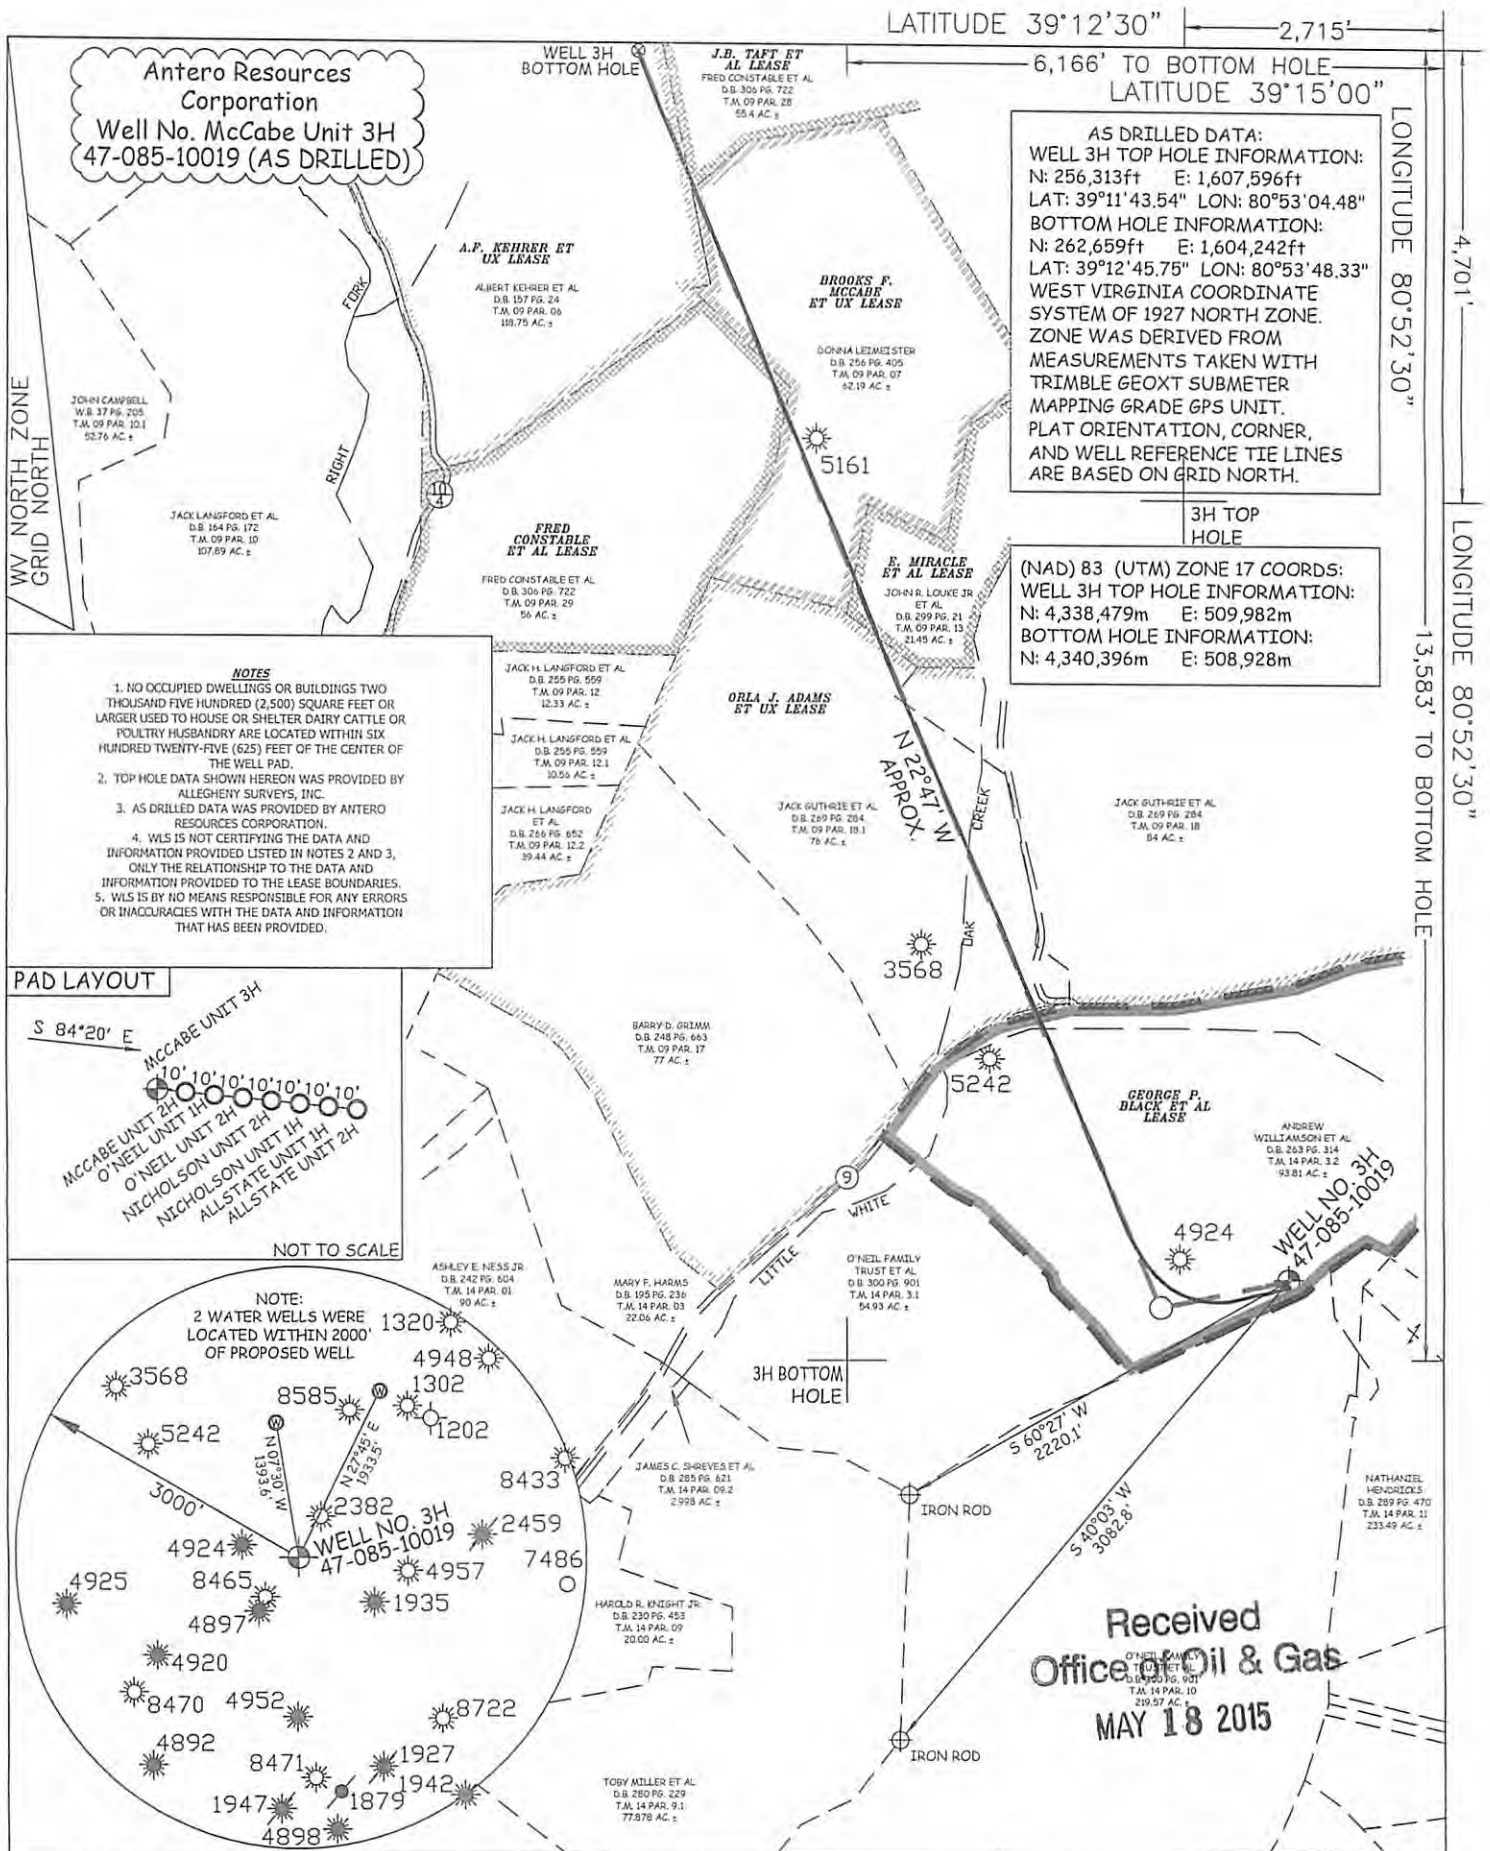 LATITUDE 39°12'30"
2,715'
6,166' TO BOTTOM HOLE
LATITUDE 39°15'00"
WELL 3H
BOTTOM HOLE
Antero Resources
Corporation
Well No. McCabe Unit 3H
47-085-10019 (AS DRILLED)
J.B. TAFT ET
AL LEASE
FRED CONSTABLE ET AL
D.B. 306 PG. 722
T.M. 09 PAR. 28
55.4 AC.±
AS DRILLED DATA:
WELL 3H TOP HOLE INFORMATION:
N: 256,313ft E: 1,607,596ft
LAT: 39°11'43.54" LON: 80°53'04.48"
BOTTOM HOLE INFORMATION:
N: 262,659ft E: 1,604,242ft
LAT: 39°12'45.75" LON: 80°53'48.33"
WEST VIRGINIA COORDINATE
SYSTEM OF 1927 NORTH ZONE.
ZONE WAS DERIVED FROM
MEASUREMENTS TAKEN WITH
TRIMBLE GEOXT SUBMETER
MAPPING GRADE GPS UNIT.
PLAT ORIENTATION, CORNER,
AND WELL REFERENCE TIE LINES
ARE BASED ON GRID NORTH.
LONGITUDE 80°52'30"
4,701'
LONGITUDE 80°52'30"
13,583' TO BOTTOM HOLE
3H TOP
HOLE
(NAD) 83 (UTM) ZONE 17 COORDS:
WELL 3H TOP HOLE INFORMATION:
N: 4,338,479m E: 509,982m
BOTTOM HOLE INFORMATION:
N: 4,340,396m E: 508,928m
WV NORTH ZONE
GRID NORTH
A.F. KEHRER ET
UX LEASE
ALBERT KEHRER ET AL
D.B. 157 PG. 24
T.M. 09 PAR. 06
118.75 AC.±
BROOKS F.
MCCABE
ET UX LEASE
DONNA LEIMEISTER
D.B. 256 PG. 405
T.M. 09 PAR. 07
62.19 AC.±
FORK
RIGHT
JOHN CAMPBELL
W.B. 37 PG. 205
T.M. 09 PAR. 10.1
52.76 AC.±
5161
10
4
JACK LANGFORD ET AL
D.B. 164 PG. 172
T.M. 09 PAR. 10
107.89 AC.±
FRED
CONSTABLE
ET AL LEASE
FRED CONSTABLE ET AL
D.B. 306 PG. 722
T.M. 09 PAR. 29
56 AC.±
E. MIRACLE
ET AL LEASE
JOHN R. LOUKE JR
ET AL
D.B. 299 PG. 21
T.M. 09 PAR. 13
21.45 AC.±
NOTES
1. NO OCCUPIED DWELLINGS OR BUILDINGS TWO
THOUSAND FIVE HUNDRED (2,500) SQUARE FEET OR
LARGER USED TO HOUSE OR SHELTER DAIRY CATTLE OR
POULTRY HUSBANDRY ARE LOCATED WITHIN SIX
HUNDRED TWENTY-FIVE (625) FEET OF THE CENTER OF
THE WELL PAD.
2. TOP HOLE DATA SHOWN HEREON WAS PROVIDED BY
ALLEGHENY SURVEYS, INC.
3. AS DRILLED DATA WAS PROVIDED BY ANTERO
RESOURCES CORPORATION.
4. WLS IS NOT CERTIFYING THE DATA AND
INFORMATION PROVIDED LISTED IN NOTES 2 AND 3,
ONLY THE RELATIONSHIP TO THE DATA AND
INFORMATION PROVIDED TO THE LEASE BOUNDARIES.
5. WLS IS BY NO MEANS RESPONSIBLE FOR ANY ERRORS
OR INACCURACIES WITH THE DATA AND INFORMATION
THAT HAS BEEN PROVIDED.
JACK H. LANGFORD ET AL
D.B. 255 PG. 559
T.M. 09 PAR. 12
12.33 AC.±
JACK H. LANGFORD ET AL
D.B. 255 PG. 559
T.M. 09 PAR. 12.1
10.56 AC.±
JACK H. LANGFORD
ET AL
D.B. 266 PG. 652
T.M. 09 PAR. 12.2
39.44 AC.±
ORLA J. ADAMS
ET UX LEASE
N 22°47' W
APPROX.
JACK GUTHRIE ET AL
D.B. 269 PG. 284
T.M. 09 PAR. 18.1
76 AC.±
CREEK
OAK
JACK GUTHRIE ET AL
D.B. 269 PG. 284
T.M. 09 PAR. 18
84 AC.±
3568
PAD LAYOUT
S 84°20' E
MCCABE UNIT 3H
10' 10' 10' 10' 10' 10' 10'
MCCABE UNIT 2H
O'NEIL UNIT 1H
O'NEIL UNIT 2H
NICHOLSON UNIT 2H
NICHOLSON UNIT 1H
ALLSTATE UNIT 1H
ALLSTATE UNIT 2H
NOT TO SCALE
BARRY D. GRIMM
D.B. 248 PG. 663
T.M. 09 PAR. 17
77 AC.±
5242
GEORGE P.
BLACK ET AL
LEASE
ANDREW
WILLIAMSON ET AL
D.B. 263 PG. 314
T.M. 14 PAR. 3.2
93.81 AC.±
WELL NO. 3H
47-085-10019
4924
9
WHITE
LITTLE
ASHLEY E. NESS JR
D.B. 242 PG. 604
T.M. 14 PAR. 01
90 AC.±
MARY F. HARMS
D.B. 195 PG. 236
T.M. 14 PAR. 03
22.06 AC.±
O'NEIL FAMILY
TRUST ET AL
D.B. 300 PG. 901
T.M. 14 PAR. 3.1
54.93 AC.±
3H BOTTOM
HOLE
NOTE:
2 WATER WELLS WERE
LOCATED WITHIN 2000'
OF PROPOSED WELL
1320
4948
3568
8585
W
1302
W
1202
5242
N 07°30' W
1393.6'
N 27°45' E
1933.5'
3000'
8433
2382
WELL NO. 3H
47-085-10019
2459
4924
4957
7486
4925
8465
1935
4897
4920
8470
4952
8722
4892
8471
1927
1942
1947
1879
4898
S 60°27' W
2220.1'
JAMES C. SHREVES ET AL
D.B. 285 PG. 621
T.M. 14 PAR. 09.2
2.998 AC.±
IRON ROD
S 40°03' W
3082.8'
NATHANIEL
HENDRICKS
D.B. 289 PG. 470
T.M. 14 PAR. 11
233.49 AC.±
HAROLD R. KNIGHT JR.
D.B. 230 PG. 453
T.M. 14 PAR. 09
20.00 AC.±
Received
Office of Oil & Gas
MAY 18 2015
O'NEIL FAMILY
TRUST ET AL
D.B. 300 PG. 901
T.M. 14 PAR. 10
219.57 AC.±
IRON ROD
TOBY MILLER ET AL
D.B. 280 PG. 229
T.M. 14 PAR. 9.1
77.878 AC.±